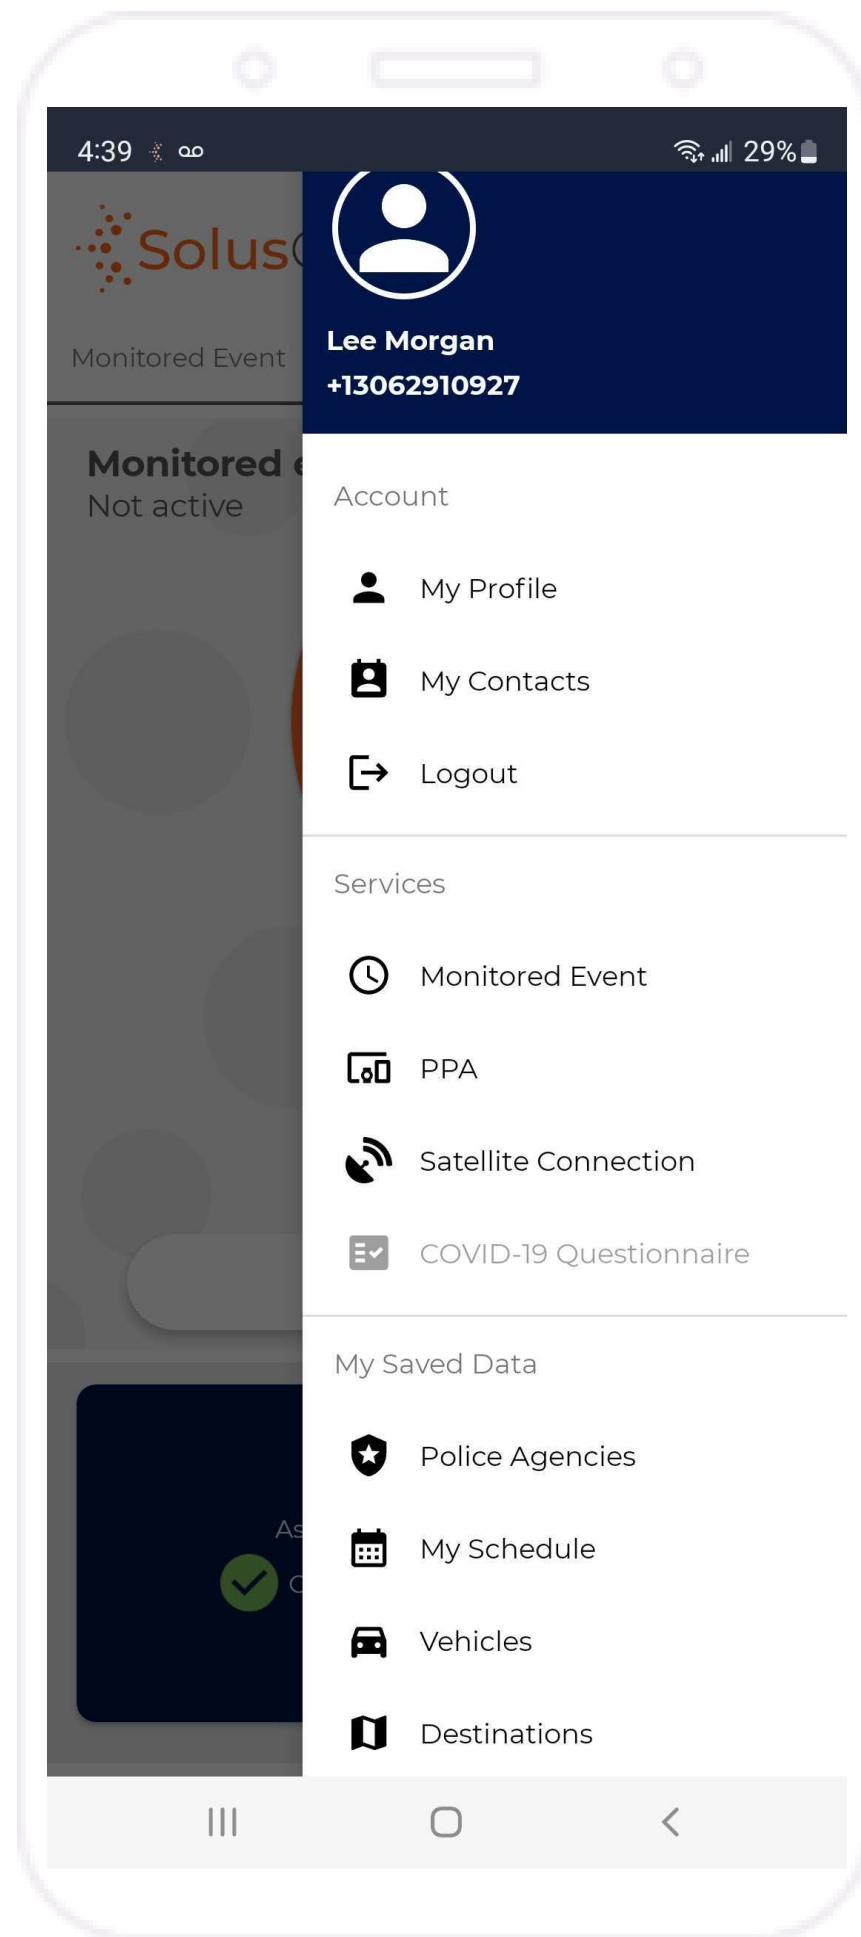 4:39
29%
Solus
Lee Morgan
+13062910927
Monitored Event
Monitored
Not active
Account
My Profile
My Contacts
Logout
Services
Monitored Event
PPA
Satellite Connection
COVID-19 Questionnaire
My Saved Data
Police Agencies
My Schedule
Vehicles
Destinations